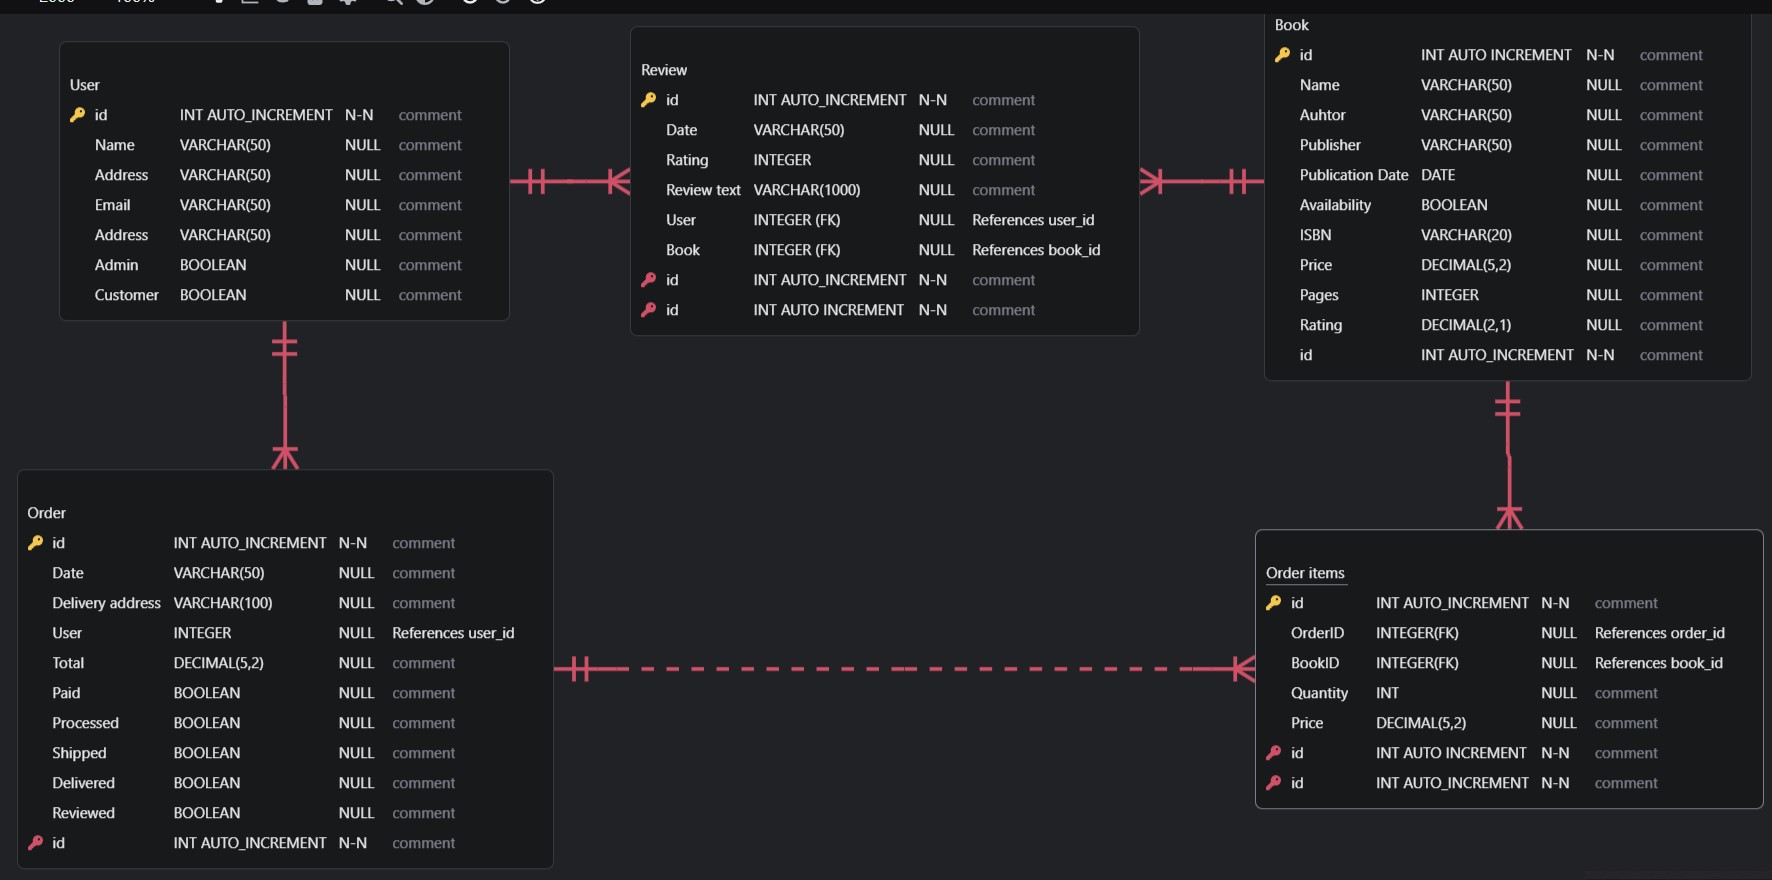 User
id INT AUTO_INCREMENT N-N comment
Name VARCHAR(50) NULL comment
Address VARCHAR(50) NULL comment
Email VARCHAR(50) NULL comment
Address VARCHAR(50) NULL comment
Admin BOOLEAN NULL comment
Customer BOOLEAN NULL comment
Review
id INT AUTO_INCREMENT N-N comment
Date VARCHAR(50) NULL comment
Rating INTEGER NULL comment
Review text VARCHAR(1000) NULL comment
User INTEGER (FK) NULL References user_id
Book INTEGER (FK) NULL References book_id
id INT AUTO_INCREMENT N-N comment
id INT AUTO INCREMENT N-N comment
Book
id INT AUTO INCREMENT N-N comment
Name VARCHAR(50) NULL comment
Auhtor VARCHAR(50) NULL comment
Publisher VARCHAR(50) NULL comment
Publication Date DATE NULL comment
Availability BOOLEAN NULL comment
ISBN VARCHAR(20) NULL comment
Price DECIMAL(5,2) NULL comment
Pages INTEGER NULL comment
Rating DECIMAL(2,1) NULL comment
id INT AUTO_INCREMENT N-N comment
Order
id INT AUTO_INCREMENT N-N comment
Date VARCHAR(50) NULL comment
Delivery address VARCHAR(100) NULL comment
User INTEGER NULL References user_id
Total DECIMAL(5,2) NULL comment
Paid BOOLEAN NULL comment
Processed BOOLEAN NULL comment
Shipped BOOLEAN NULL comment
Delivered BOOLEAN NULL comment
Reviewed BOOLEAN NULL comment
id INT AUTO_INCREMENT N-N comment
Order items
id INT AUTO_INCREMENT N-N comment
OrderID INTEGER(FK) NULL References order_id
BookID INTEGER(FK) NULL References book_id
Quantity INT NULL comment
Price DECIMAL(5,2) NULL comment
id INT AUTO INCREMENT N-N comment
id INT AUTO_INCREMENT N-N comment